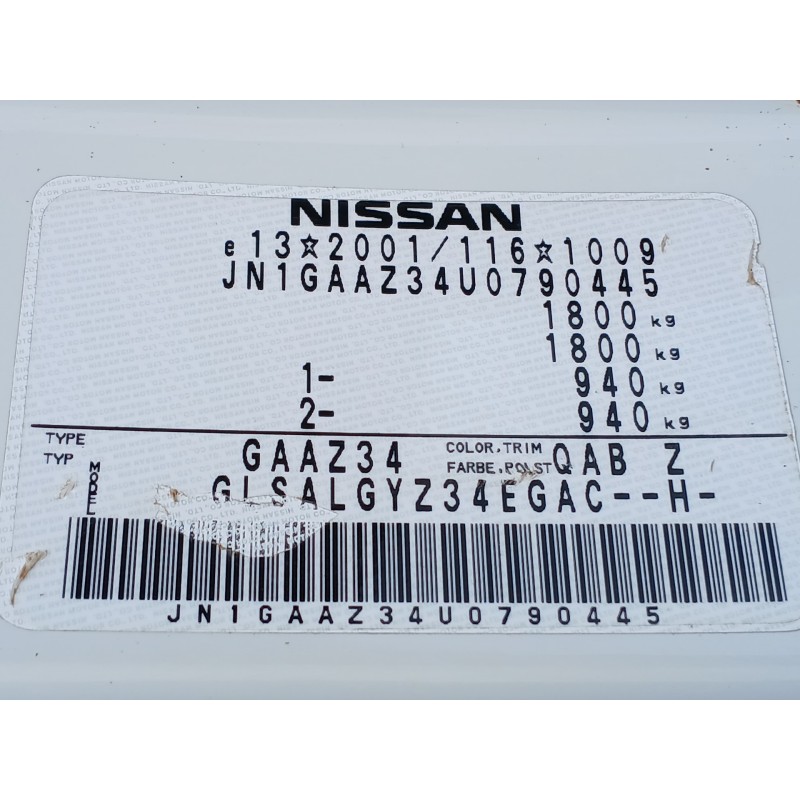 NISSAN
e13☆2001/116☆1009
JN1GAAZ34U0790445
1800 kg
1800 kg
1- 940 kg
2- 940 kg
TYPE GAAZ34 COLOR.TRIM QAB Z
TYP FARBE.POLST
MODEL GLSALGYZ34EGAC--H-
JN1GAAZ34U0790445